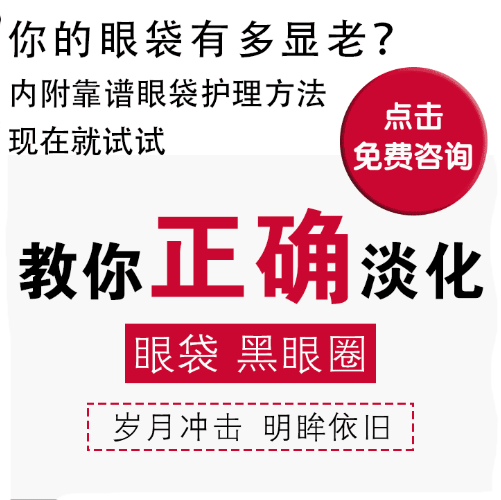 你的眼袋有多显老?
内附靠谱眼袋护理方法
现在就试试
点击
免费咨询
教你正确淡化
眼袋 黑眼圈
岁月冲击 明眸依旧